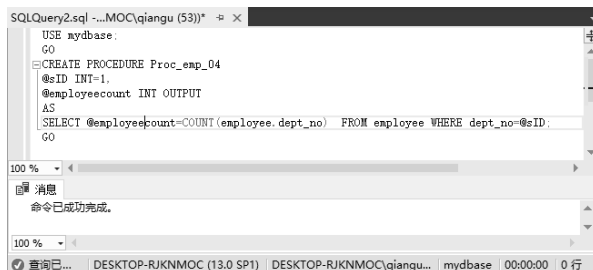 SQLQuery2.sql -...MOC\qiangu (53))*
USE mydbase;
GO
CREATE PROCEDURE Proc_emp_04
@sID INT=1,
@employeecount INT OUTPUT
AS
SELECT @employeecount=COUNT(employee.dept_no) FROM employee WHERE dept_no=@sID;
GO
100 %
消息
命令已成功完成。
100 %
查询已... DESKTOP-RJKNMOC (13.0 SP1) DESKTOP-RJKNMOC\qiangu... mydbase 00:00:00 0 行